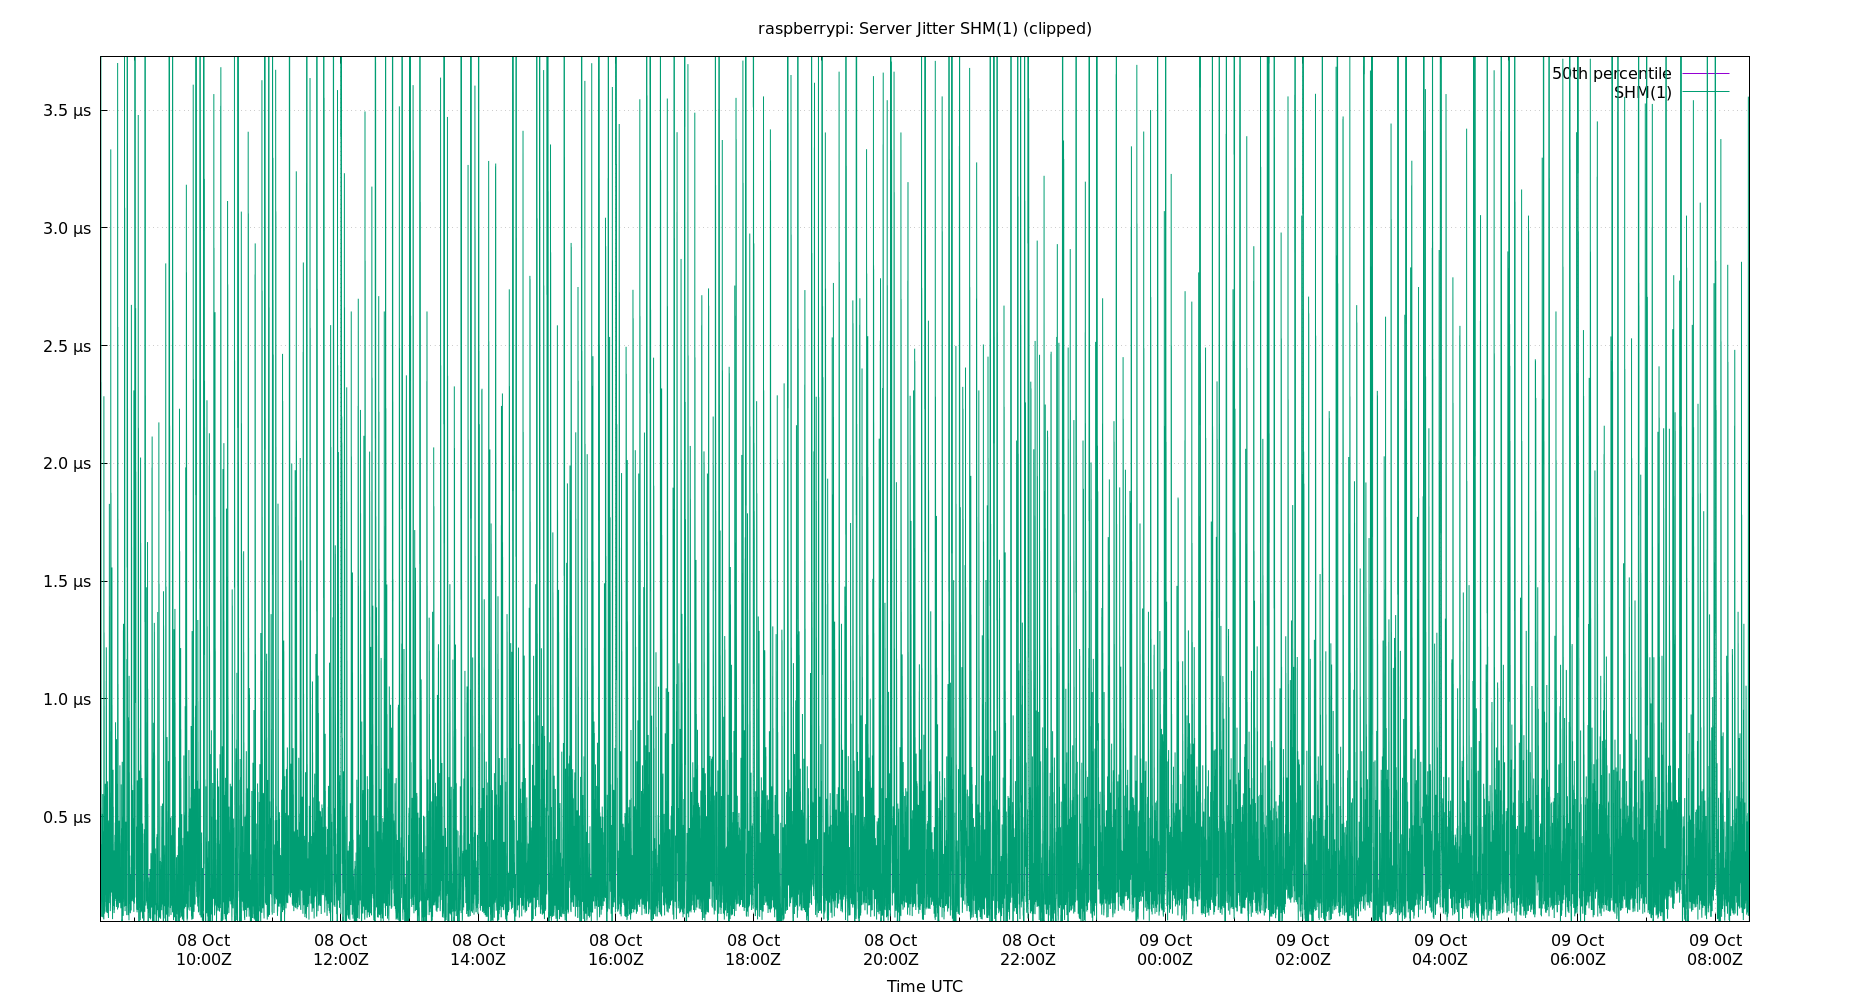 raspberrypi: Server Jitter SHM(1) (clipped)
50th percentile
SHM(1)
3.5 μs
3.0 μs
2.5 μs
2.0 μs
1.5 μs
1.0 μs
0.5 μs
08 Oct 08 Oct 08 Oct 08 Oct 08 Oct 08 Oct 08 Oct 09 Oct 09 Oct 09 Oct 09 Oct 09 Oct
10:00Z 12:00Z 14:00Z 16:00Z 18:00Z 20:00Z 22:00Z 00:00Z 02:00Z 04:00Z 06:00Z 08:00Z
Time UTC